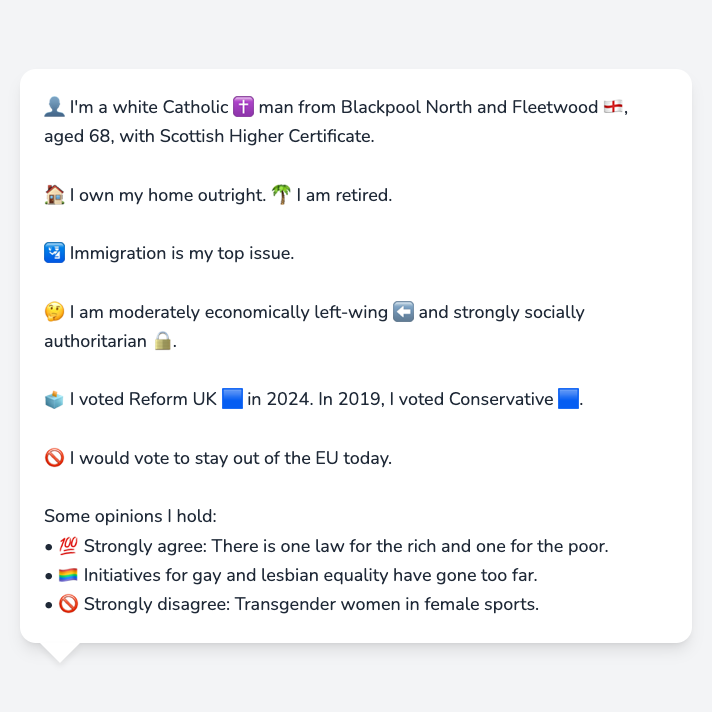 👤 I'm a white Catholic ✝️ man from Blackpool North and Fleetwood 🏴󠁧󠁢󠁥󠁮󠁧󠁿,
aged 68, with Scottish Higher Certificate.
🏠 I own my home outright. 🌴 I am retired.
🛂 Immigration is my top issue.
🤔 I am moderately economically left-wing ⬅️ and strongly socially
authoritarian 🔒.
🗳️ I voted Reform UK 🟦 in 2024. In 2019, I voted Conservative 🟦.
🚫 I would vote to stay out of the EU today.
Some opinions I hold:
• 💯 Strongly agree: There is one law for the rich and one for the poor.
• 🏳️‍🌈 Initiatives for gay and lesbian equality have gone too far.
• 🚫 Strongly disagree: Transgender women in female sports.